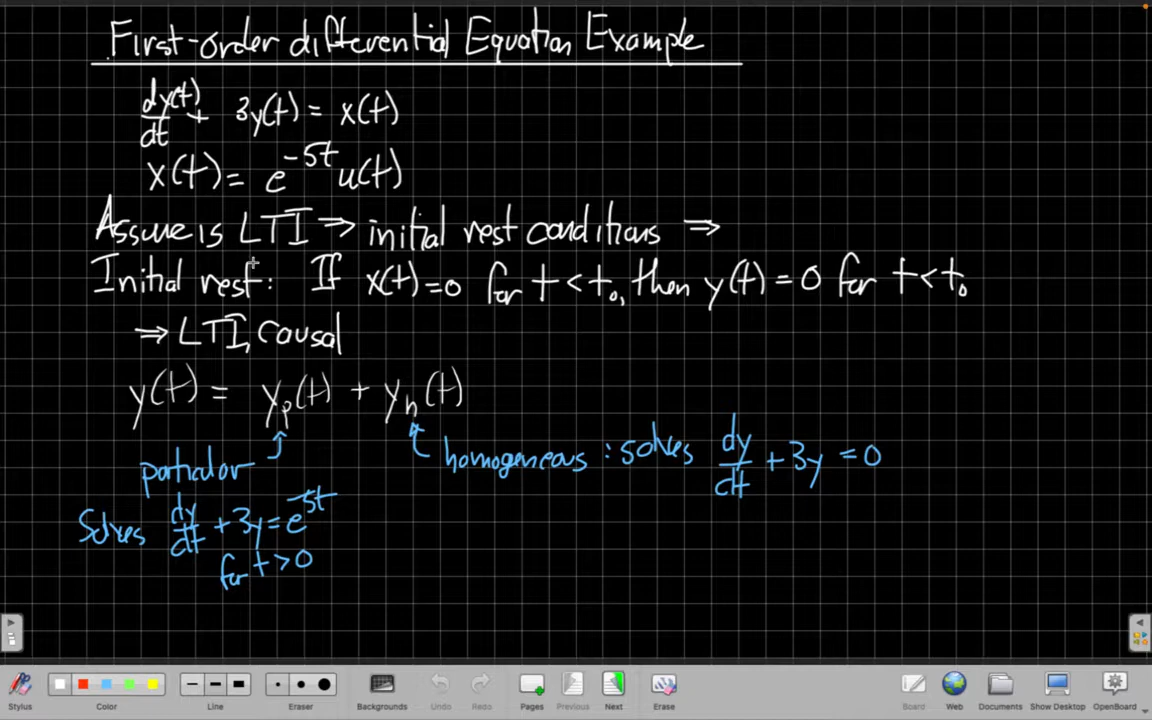 First-order differential Equation Example
dy(t)/dt + 3y(t) = x(t)
x(t) = e^{-5t} u(t)
Assume is LTI ⇒ initial rest conditions ⇒
Initial rest: If x(t)=0 for t<t₀, then y(t)=0 for t<t₀
⇒ LTI, causal
y(t) = y_p(t) + y_h(t)
homogeneous : solves dy/dt + 3y = 0
particular
Solves dy/dt + 3y = e^{-5t}
for t > 0
Stylus Color Line Eraser Backgrounds Undo Redo Pages Previous Next Erase Board Web Documents Show Desktop OpenBoard